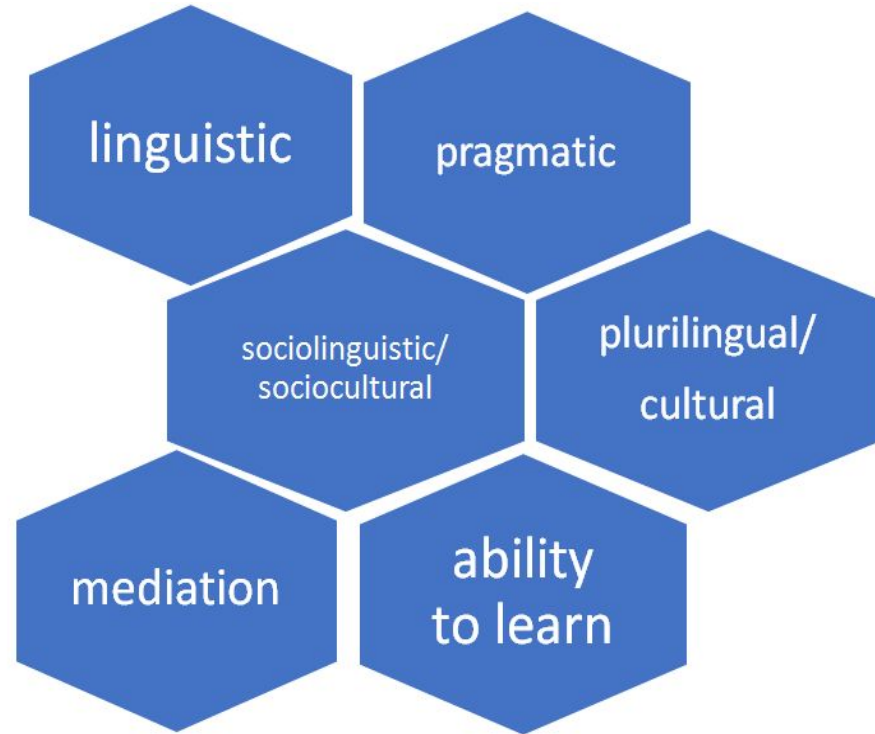 linguistic
pragmatic
sociolinguistic/
sociocultural
plurilingual/
cultural
mediation
ability
to learn